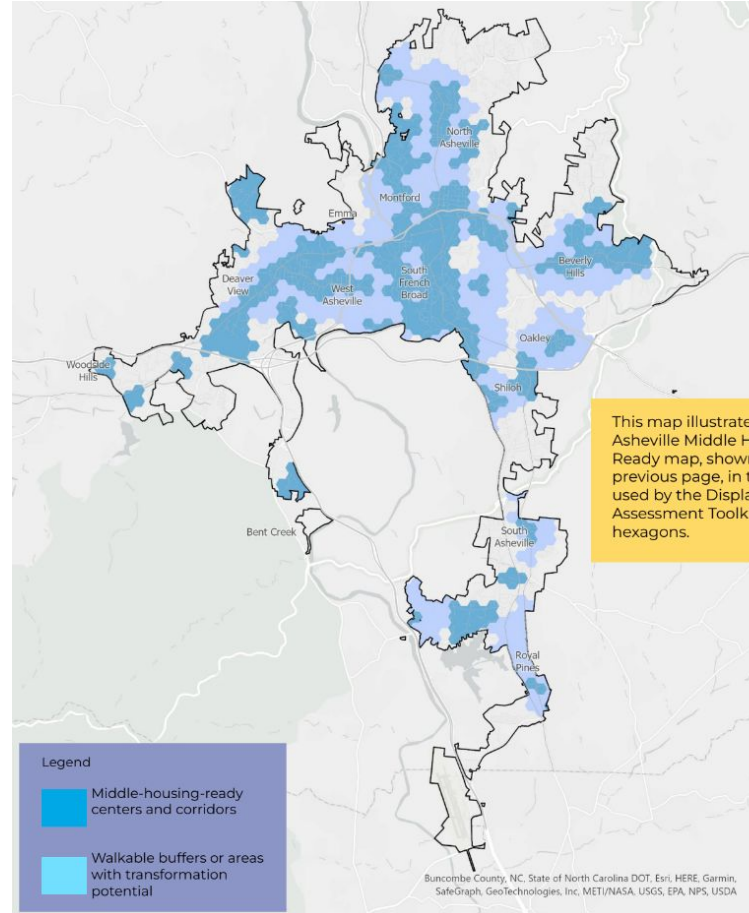 North
Asheville
Montford
Emma
Beverly
Hills
Deaver
View
West
Asheville
South
French
Broad
Oakley
Woodside
Hills
Shiloh
This map illustrate
Asheville Middle H
Ready map, shown
previous page, in t
used by the Displa
Assessment Toolk
hexagons.
South
Asheville
Bent Creek
Royal
Pines
Legend
Middle-housing-ready
centers and corridors
Walkable buffers or areas
with transformation
potential
Buncombe County, NC, State of North Carolina DOT, Esri, HERE, Garmin,
SafeGraph, GeoTechnologies, Inc, METI/NASA, USGS, EPA, NPS, USDA